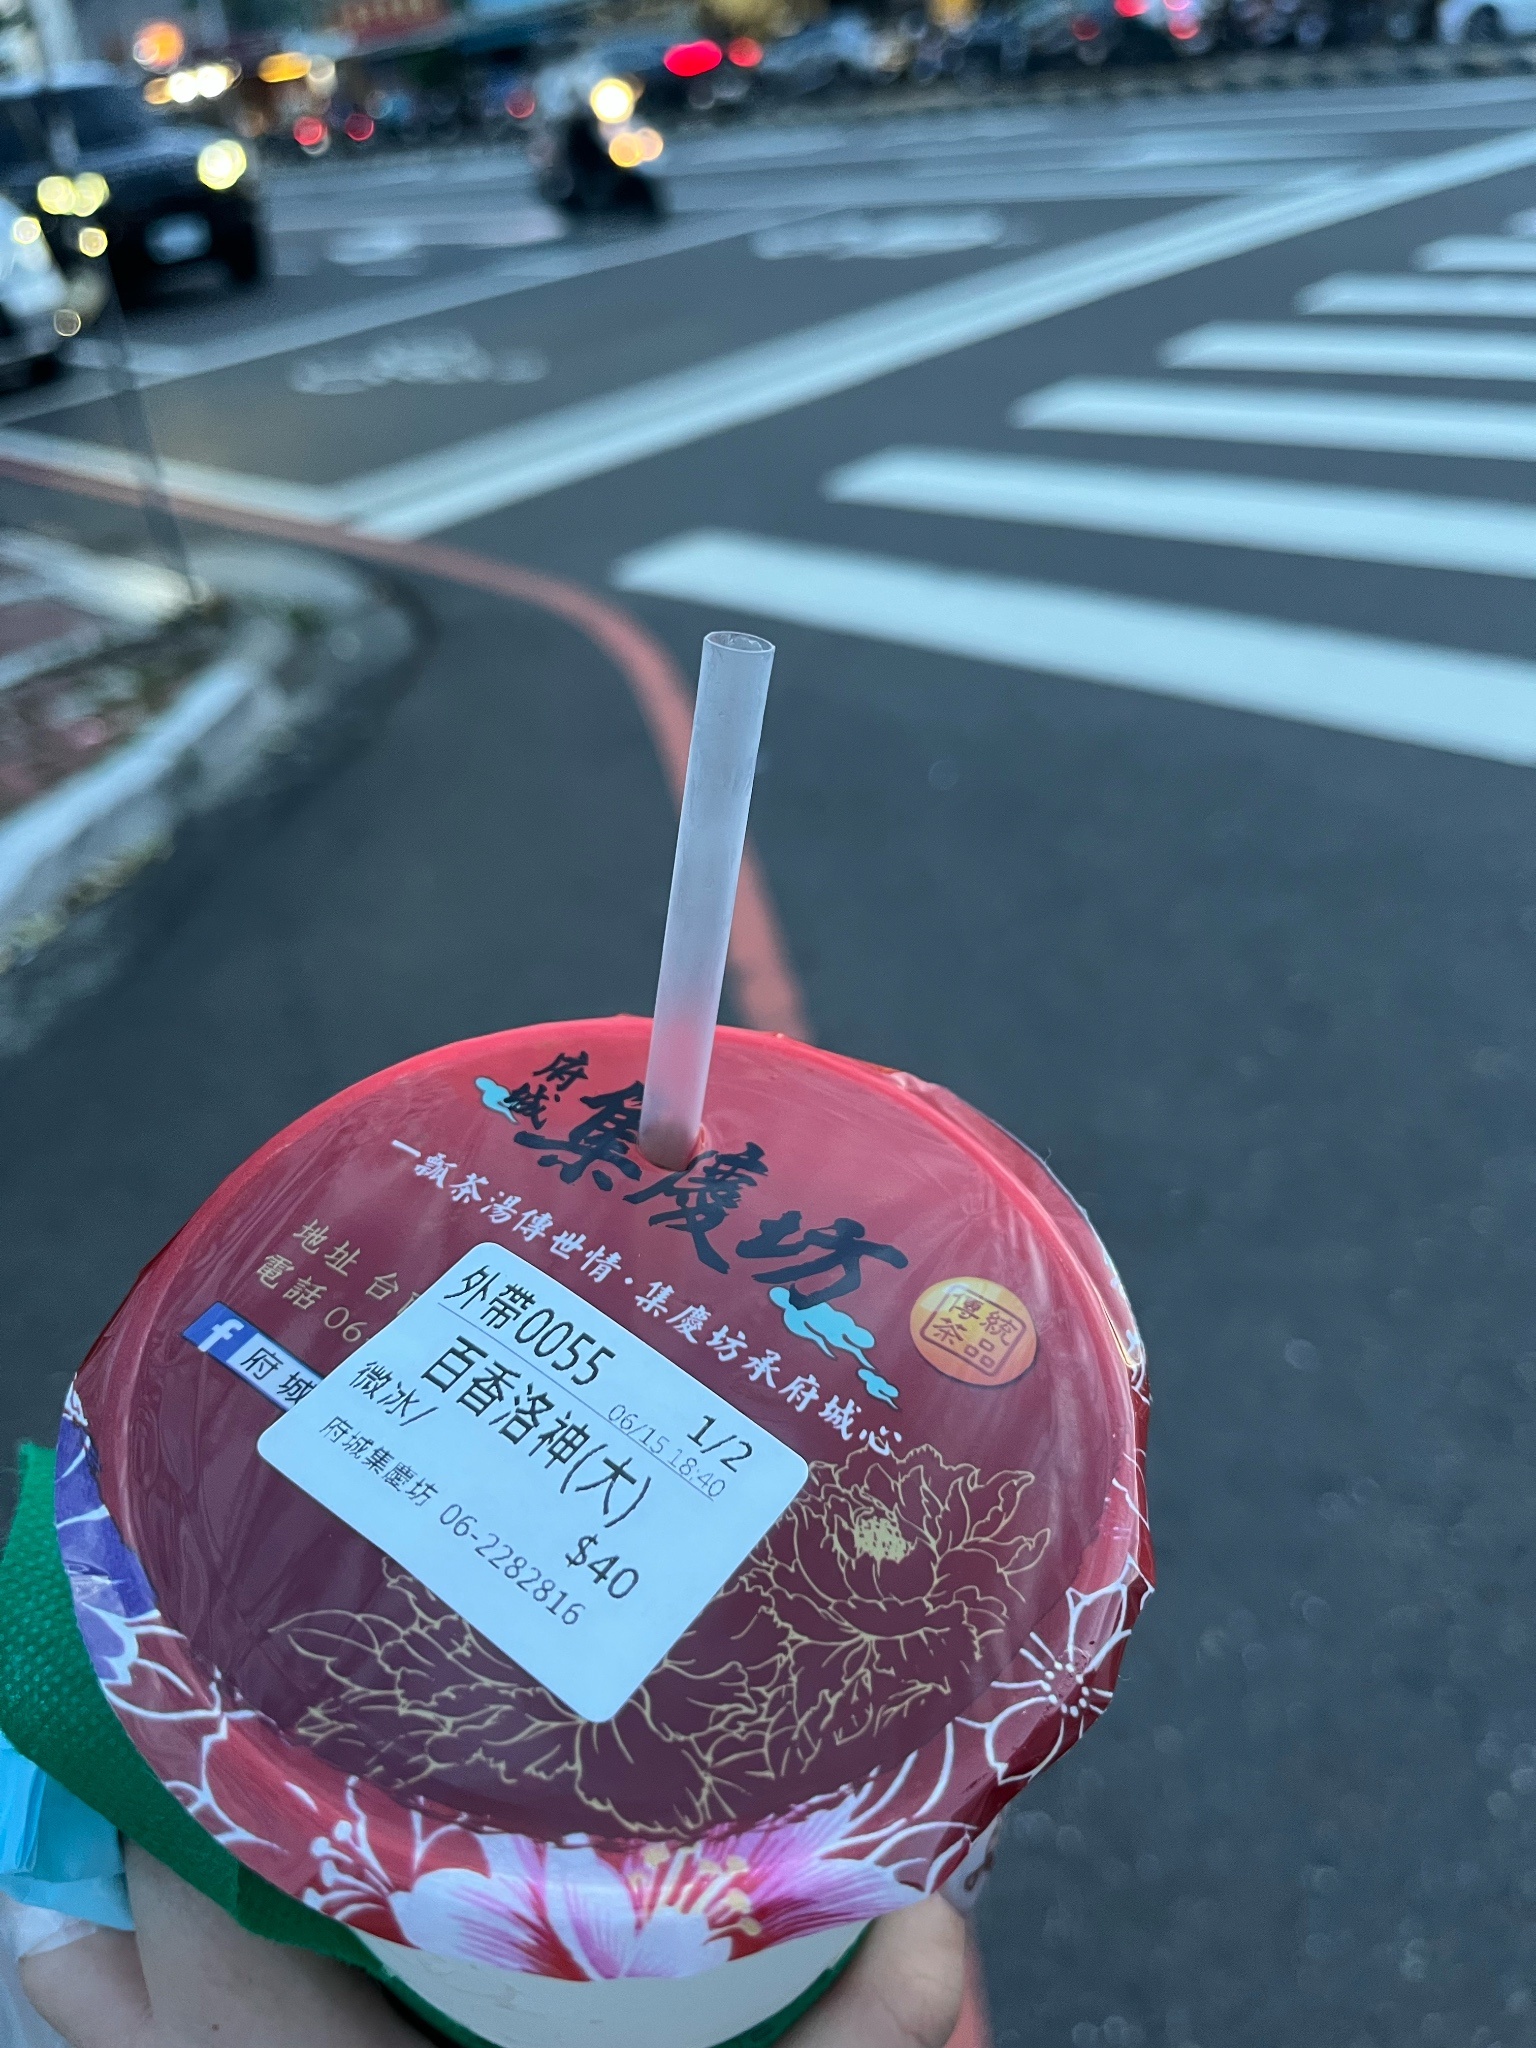 府城
集慶坊
一瓢茶湯傳世情·集慶坊承府城心
傳統
茶品
地址 台
電話 06
f 府城
外帶0055
1/2
06/15 18:40
百香洛神(大)
微冰/
$40
府城集慶坊 06-2282816